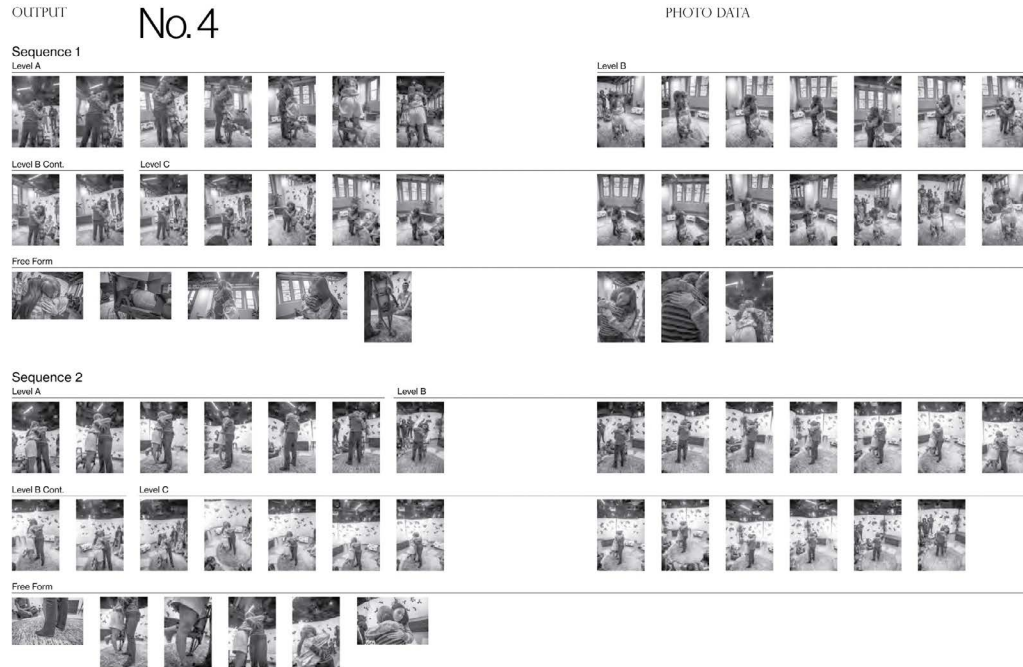 OUTPUT
No. 4
PHOTO DATA
Sequence 1
Level A
Level B
Level B Cont.
Level C
Free Form
Sequence 2
Level A
Level B
Level B Cont.
Level C
Free Form